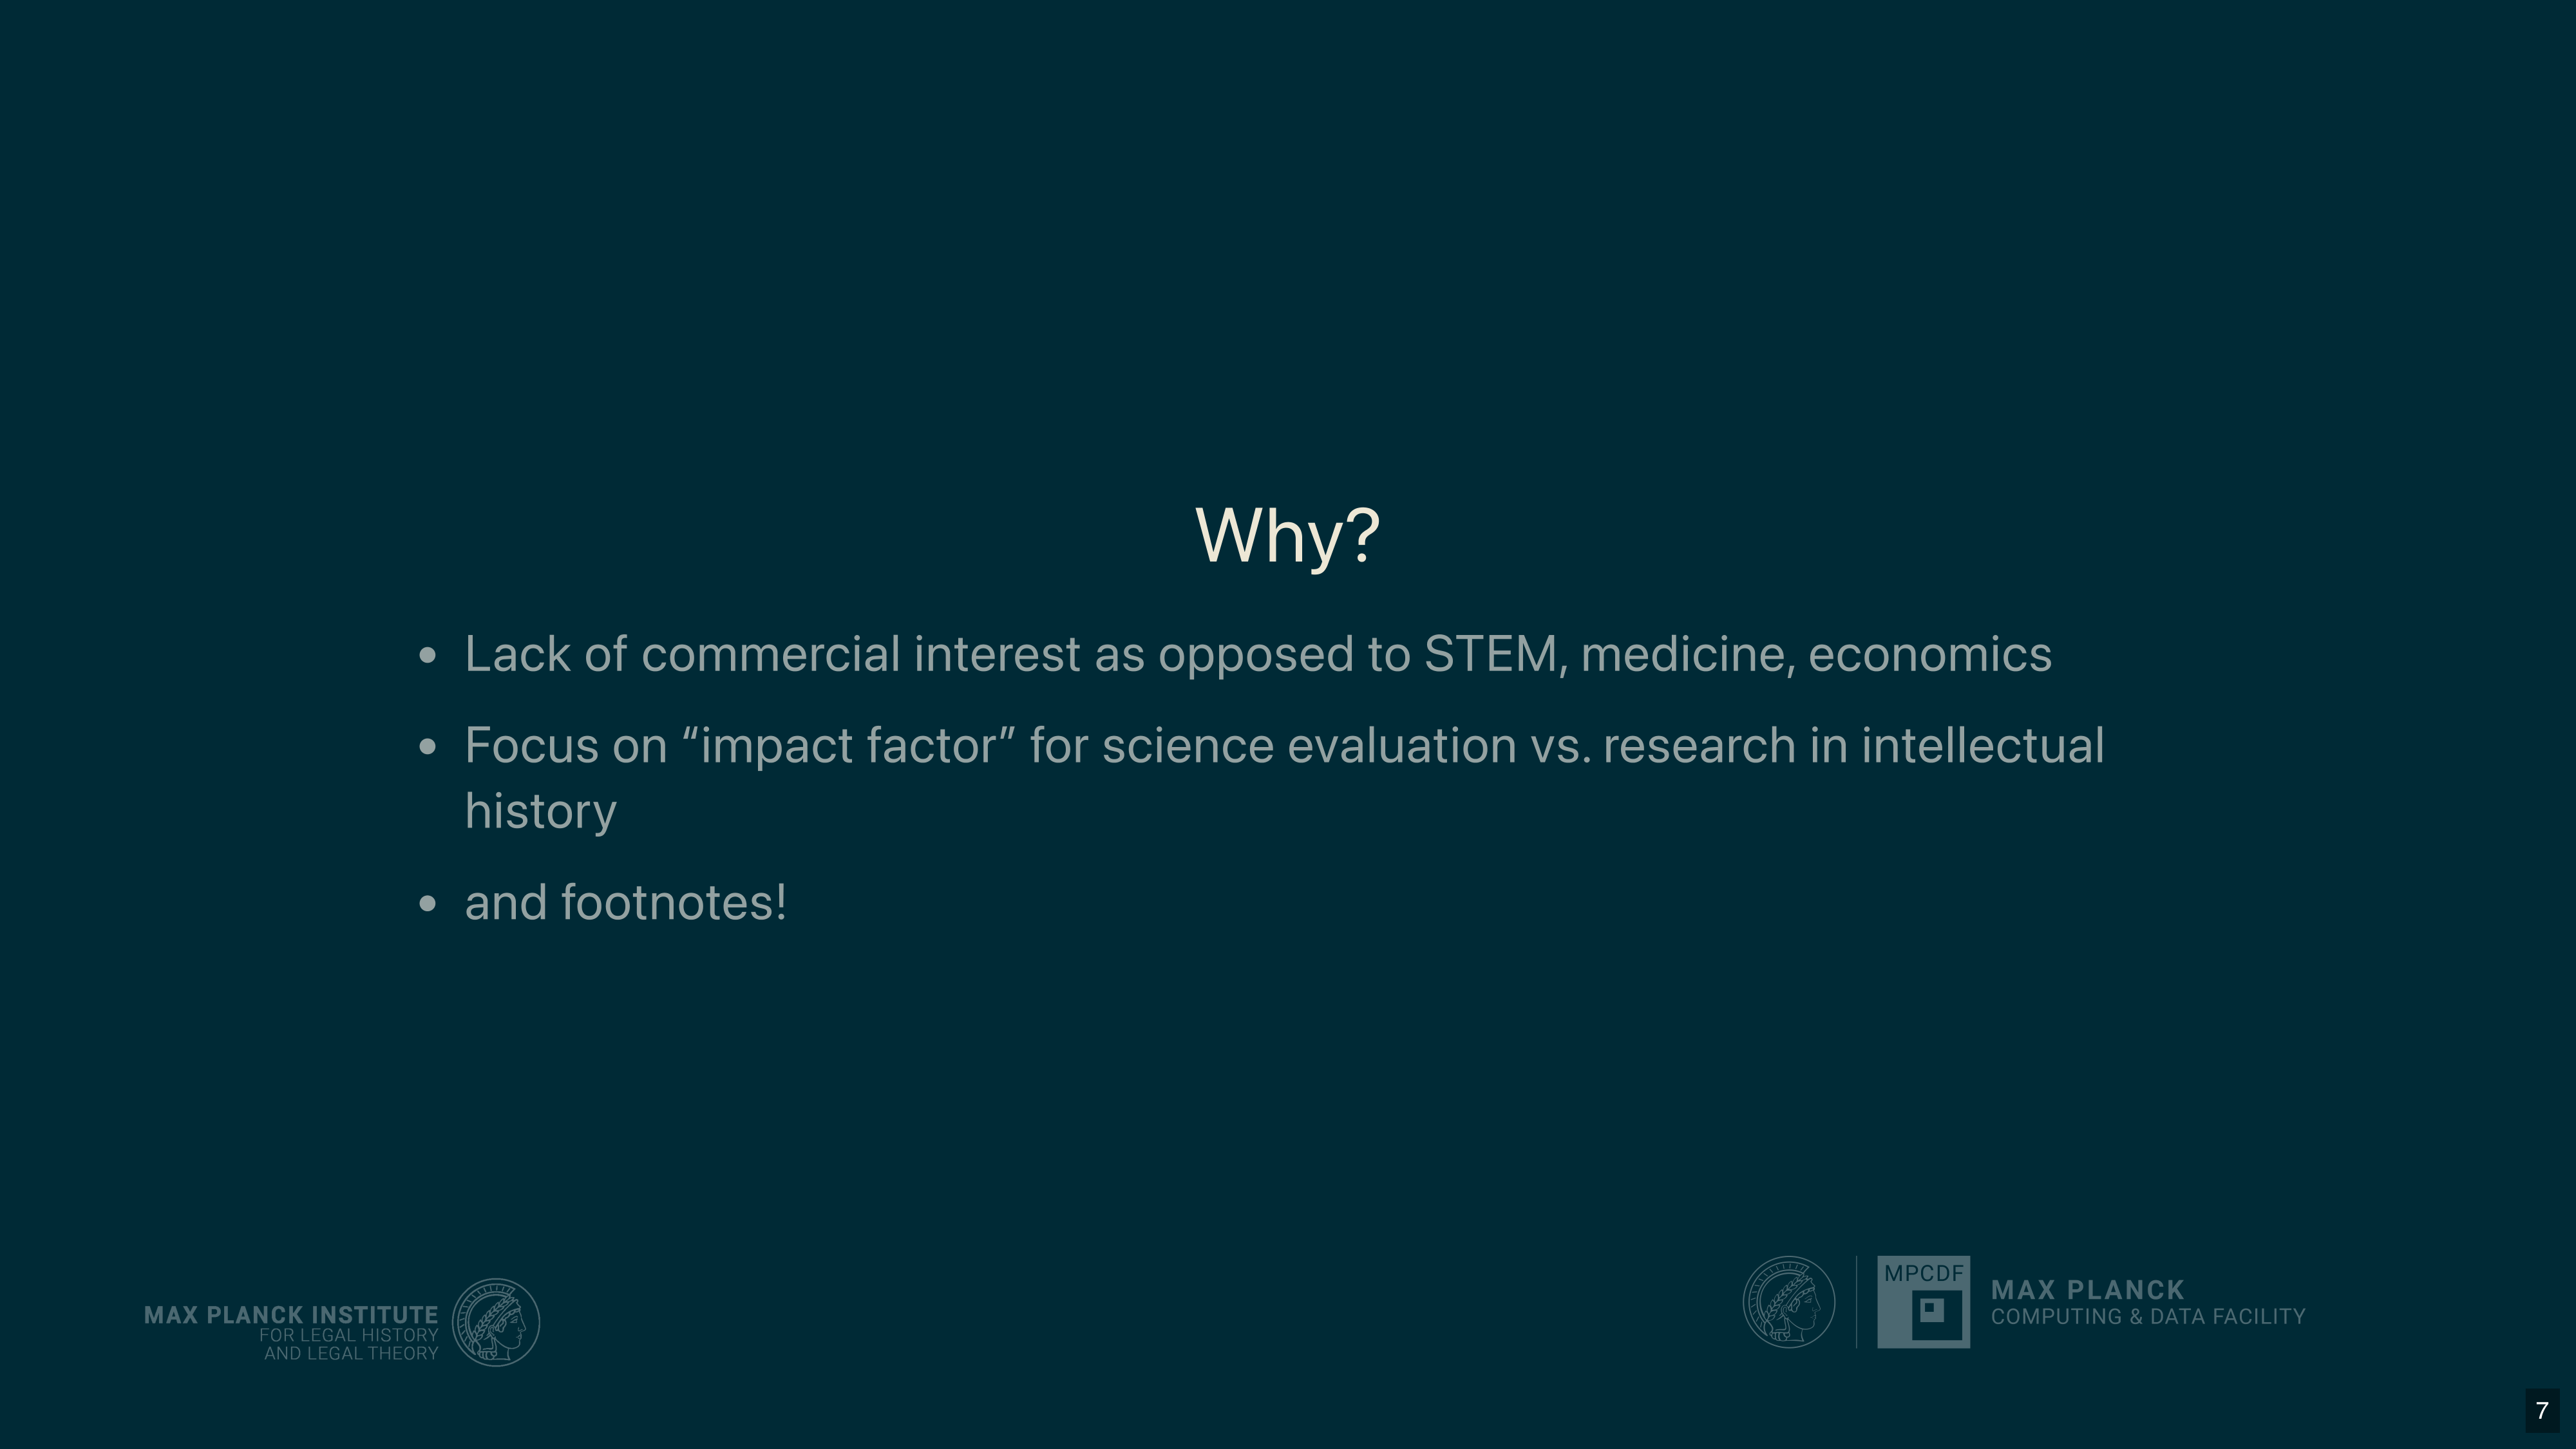 Why?
• Lack of commercial interest as opposed to STEM, medicine, economics
• Focus on “impact factor” for science evaluation vs. research in intellectual
history
• and footnotes!
MAX PLANCK INSTITUTE
FOR LEGAL HISTORY
AND LEGAL THEORY
MPCDF
MAX PLANCK
COMPUTING & DATA FACILITY
7